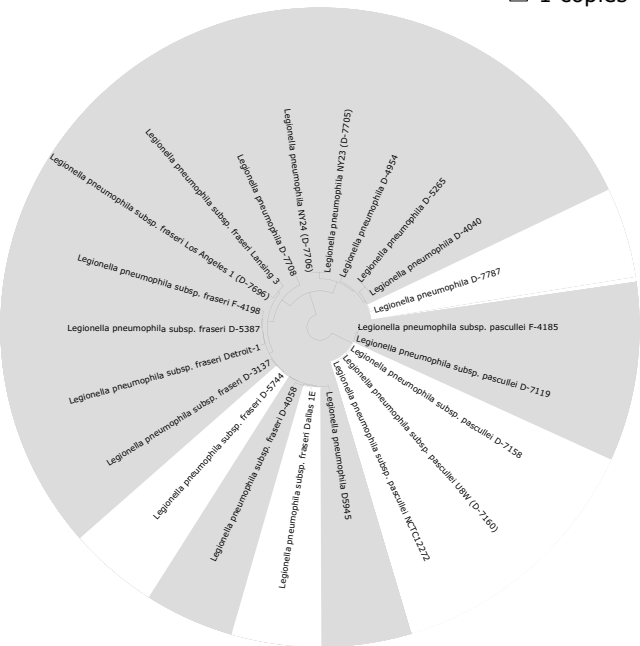 1 copies
Legionella pneumophila NY23 (D-7705)
Legionella pneumophila D-4954
Legionella pneumophila D-5265
Legionella pneumophila D-4040
Legionella pneumophila D-7787
Legionella pneumophila subsp. pascullei F-4185
Legionella pneumophila subsp. pascullei D-7119
Legionella pneumophila subsp. pascullei D-7158
Legionella pneumophila subsp. pascullei U8W (D-7160)
Legionella pneumophila subsp. pascullei NCTC12272
Legionella pneumophila D5945
Legionella pneumophila subsp. fraseri Dallas 1E
Legionella pneumophila subsp. fraseri D-4058
Legionella pneumophila subsp. fraseri D-5744
Legionella pneumophila subsp. fraseri D-3137
Legionella pneumophila subsp. fraseri Detroit-1
Legionella pneumophila subsp. fraseri D-5387
Legionella pneumophila subsp. fraseri F-4198
Legionella pneumophila subsp. fraseri Los Angeles 1 (D-7696)
Legionella pneumophila subsp. fraseri Lansing 3
Legionella pneumophila D-7708
Legionella pneumophila NY24 (D-7706)